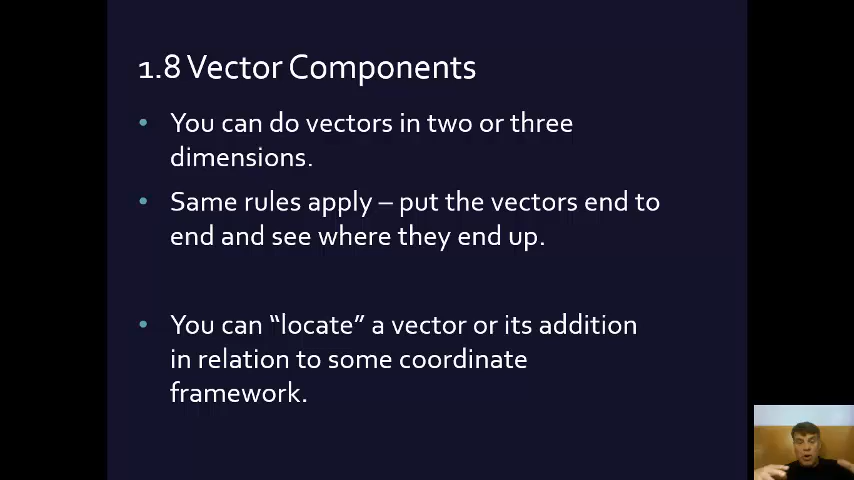 1.8 Vector Components
• You can do vectors in two or three
dimensions.
• Same rules apply – put the vectors end to
end and see where they end up.
• You can “locate” a vector or its addition
in relation to some coordinate
framework.